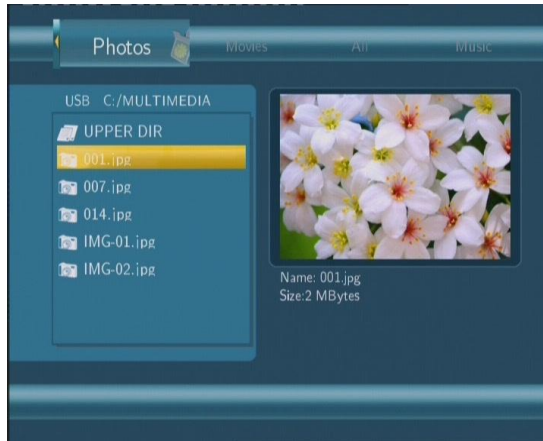 Photos Movies All Music
USB C:/MULTIMEDIA
UPPER DIR
001.jpg
007.jpg
014.jpg
IMG-01.jpg
IMG-02.jpg
Name: 001.jpg
Size:2 MBytes